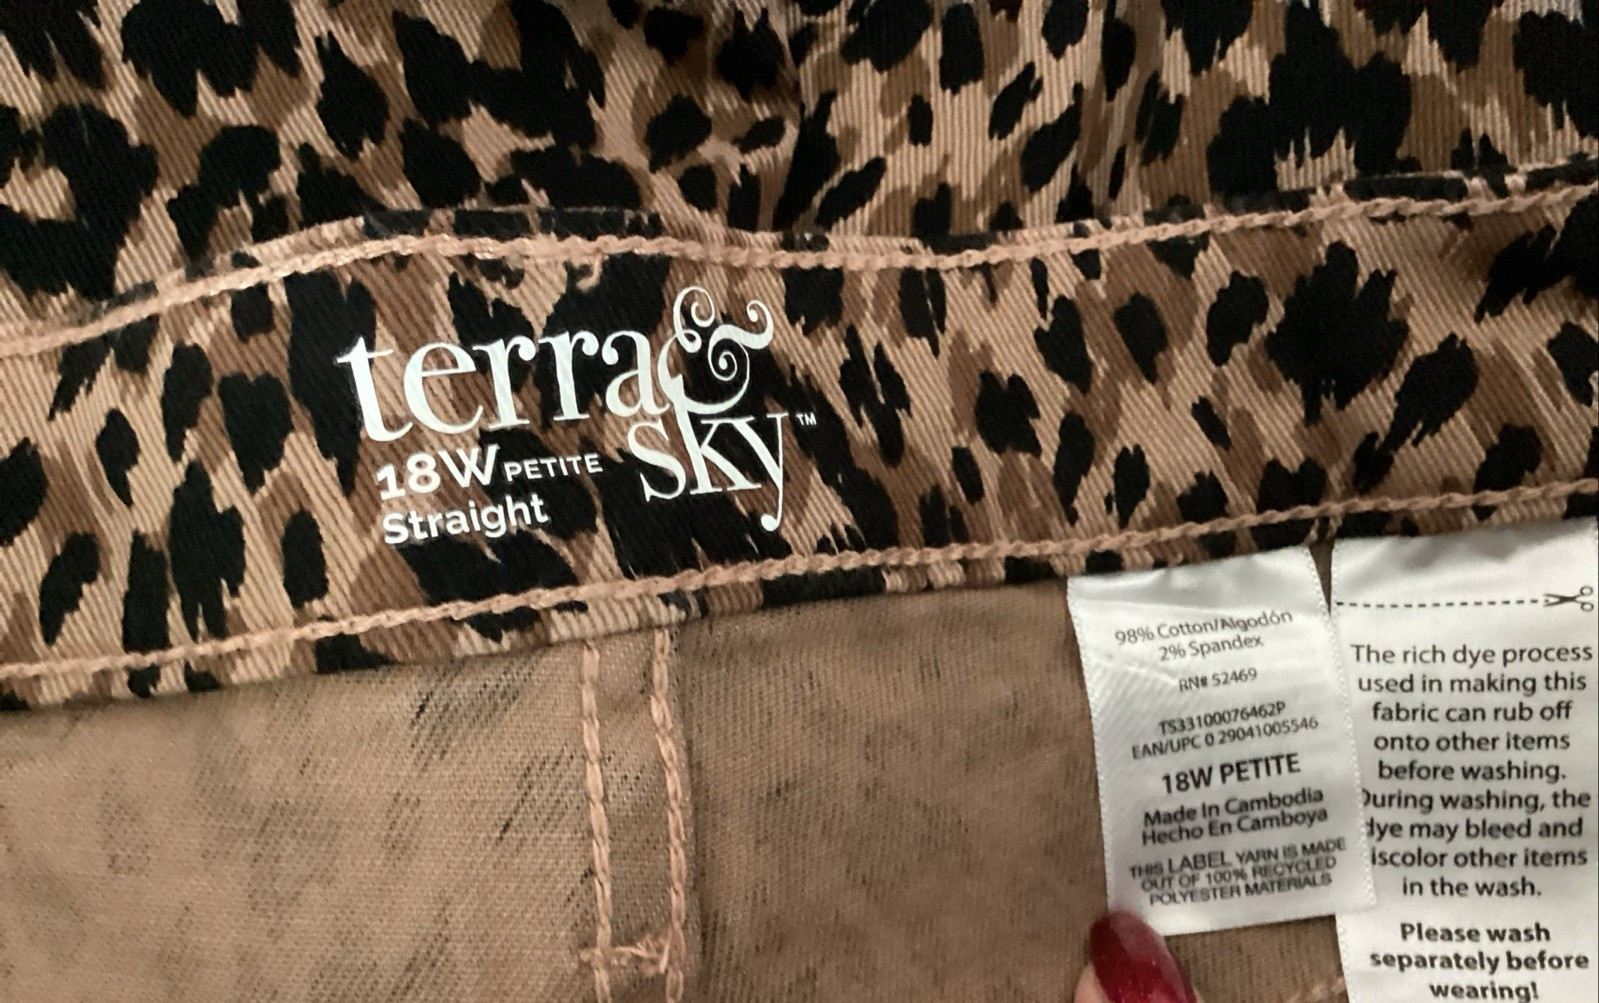 terra &
sky™
18W PETITE
Straight
98% Cotton/Algodón
2% Spandex
RN# 52469
TS33100076462P
EAN/UPC 0 29041005546
18W PETITE
Made In Cambodia
Hecho En Camboya
THIS LABEL YARN IS MADE
OUT OF 100% RECYCLED
POLYESTER MATERIALS
The rich dye process
used in making this
fabric can rub off
onto other items
before washing.
During washing, the
dye may bleed and
iscolor other items
in the wash.
Please wash
separately before
wearing!